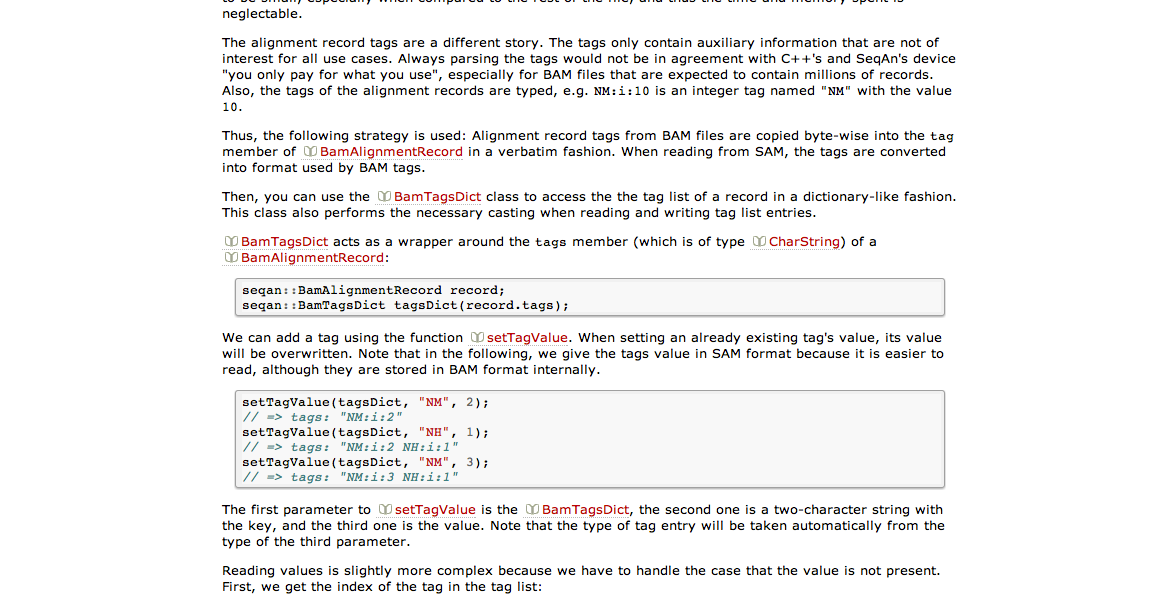 neglectable.
The alignment record tags are a different story. The tags only contain auxiliary information that are not of
interest for all use cases. Always parsing the tags would not be in agreement with C++'s and SeqAn's device
"you only pay for what you use", especially for BAM files that are expected to contain millions of records.
Also, the tags of the alignment records are typed, e.g. NM:i:10 is an integer tag named "NM" with the value
10.
Thus, the following strategy is used: Alignment record tags from BAM files are copied byte-wise into the tag
member of BamAlignmentRecord in a verbatim fashion. When reading from SAM, the tags are converted
into format used by BAM tags.
Then, you can use the BamTagsDict class to access the the tag list of a record in a dictionary-like fashion.
This class also performs the necessary casting when reading and writing tag list entries.
BamTagsDict acts as a wrapper around the tags member (which is of type CharString) of a
BamAlignmentRecord:
seqan::BamAlignmentRecord record;
seqan::BamTagsDict tagsDict(record.tags);
We can add a tag using the function setTagValue. When setting an already existing tag's value, its value
will be overwritten. Note that in the following, we give the tags value in SAM format because it is easier to
read, although they are stored in BAM format internally.
setTagValue(tagsDict, "NM", 2);
// => tags: "NM:i:2"
setTagValue(tagsDict, "NH", 1);
// => tags: "NM:i:2 NH:i:1"
setTagValue(tagsDict, "NM", 3);
// => tags: "NM:i:3 NH:i:1"
The first parameter to setTagValue is the BamTagsDict, the second one is a two-character string with
the key, and the third one is the value. Note that the type of tag entry will be taken automatically from the
type of the third parameter.
Reading values is slightly more complex because we have to handle the case that the value is not present.
First, we get the index of the tag in the tag list: